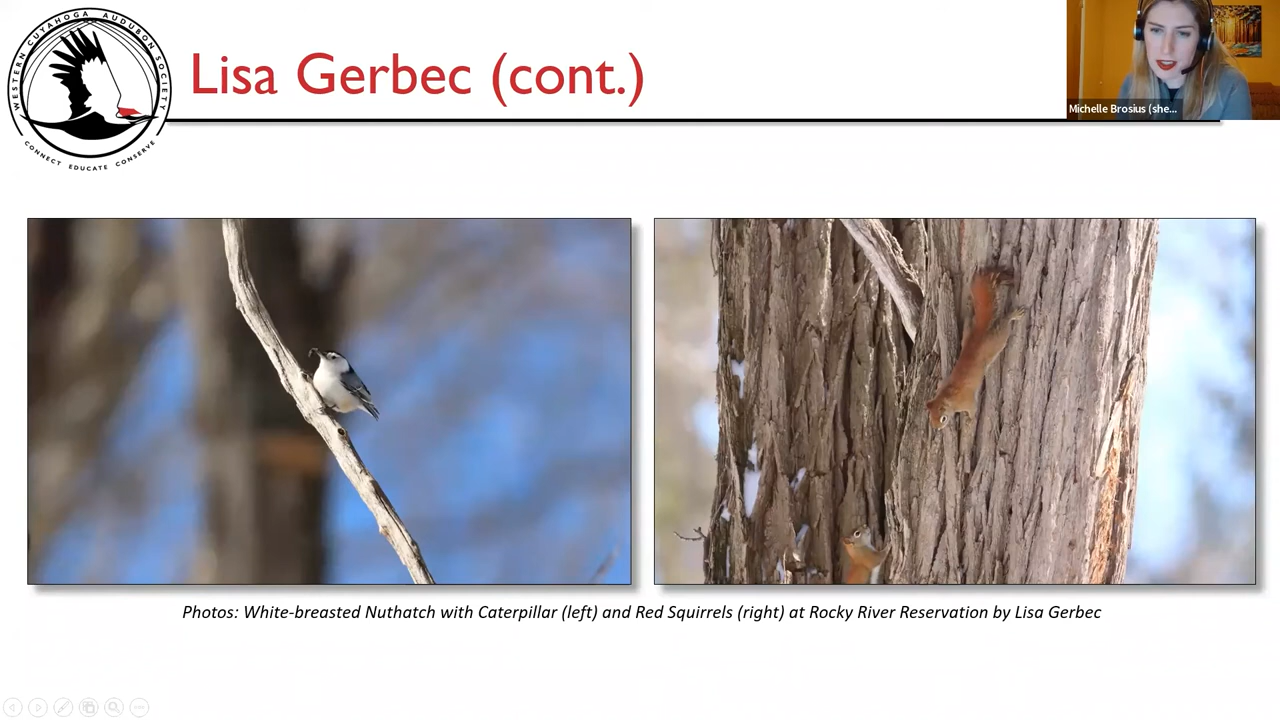 WESTERN CUYAHOGA AUDUBON SOCIETY
CONNECT EDUCATE CONSERVE
Lisa Gerbec (cont.)
Michelle Brosius (she...
Photos: White-breasted Nuthatch with Caterpillar (left) and Red Squirrels (right) at Rocky River Reservation by Lisa Gerbec